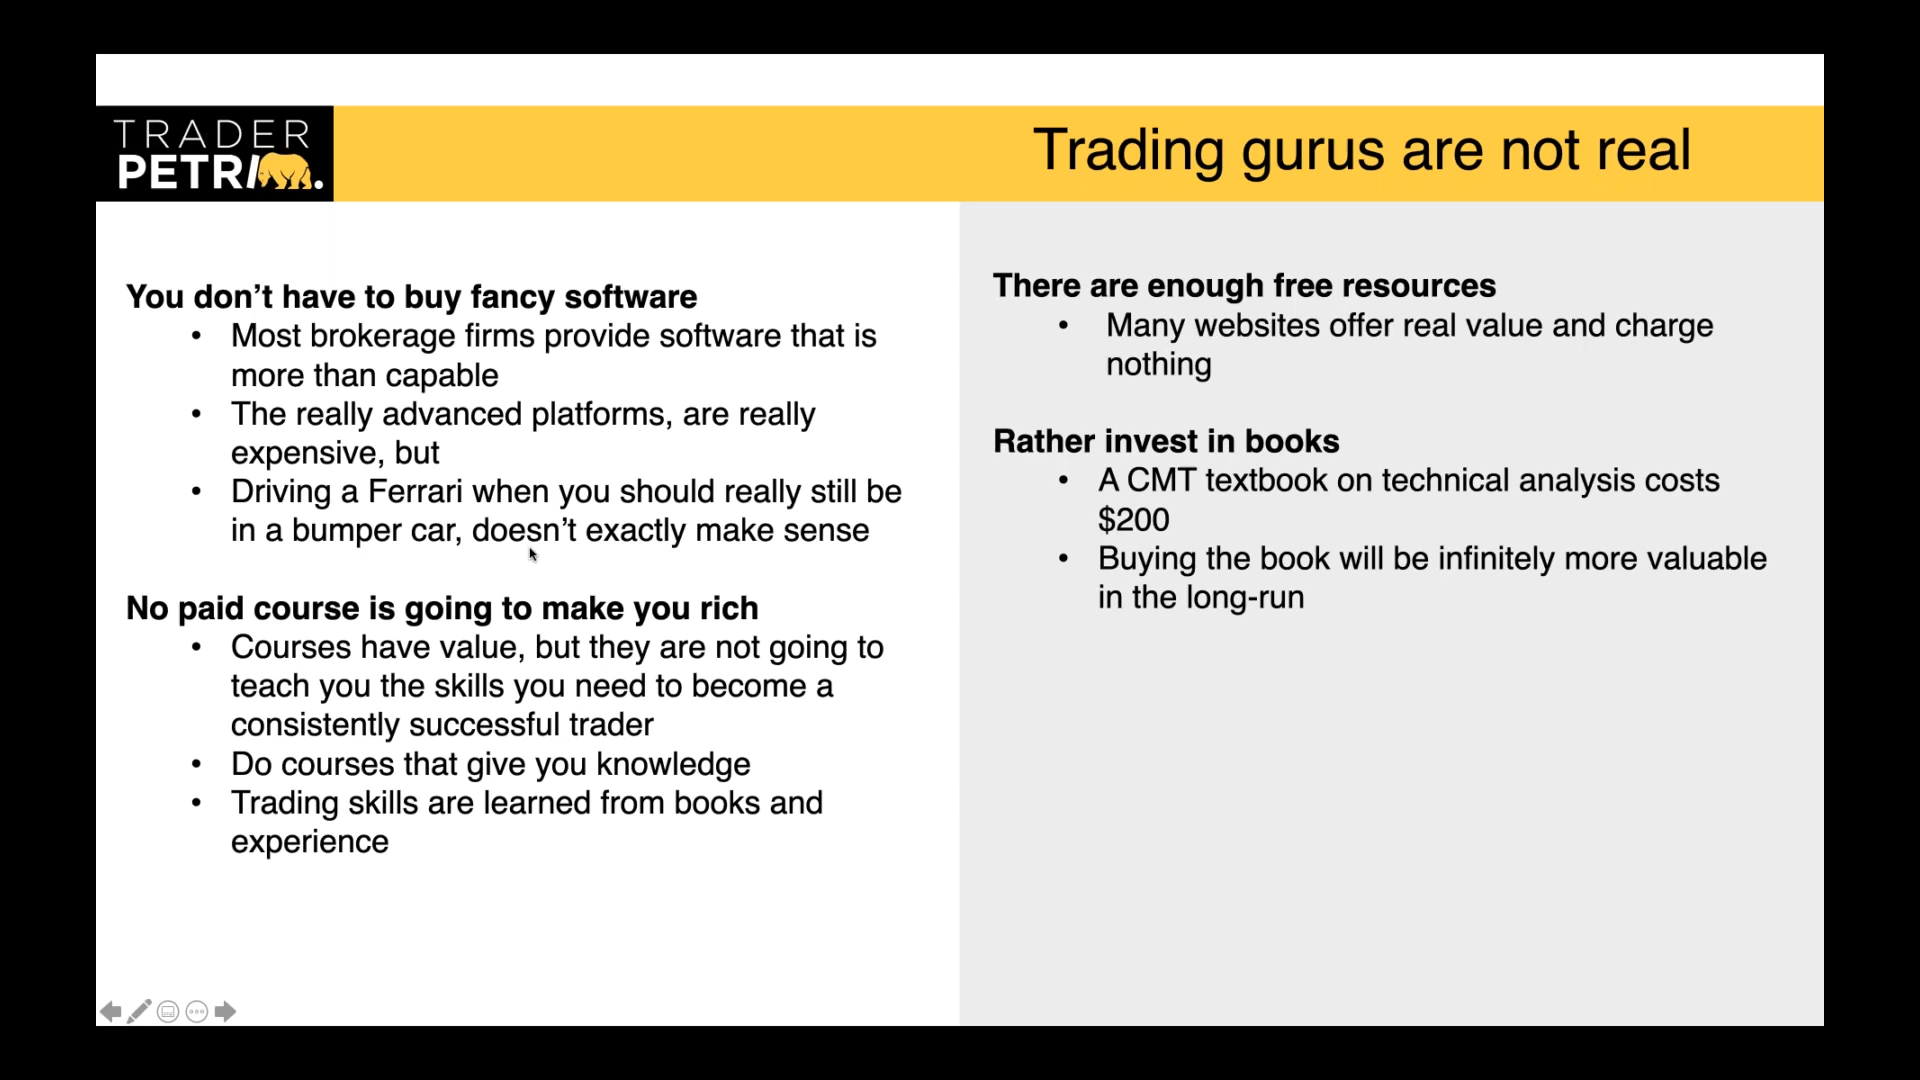 TRADER
PETRI.
Trading gurus are not real
You don’t have to buy fancy software
• Most brokerage firms provide software that is
more than capable
• The really advanced platforms, are really
expensive, but
• Driving a Ferrari when you should really still be
in a bumper car, doesn’t exactly make sense
No paid course is going to make you rich
• Courses have value, but they are not going to
teach you the skills you need to become a
consistently successful trader
• Do courses that give you knowledge
• Trading skills are learned from books and
experience
There are enough free resources
• Many websites offer real value and charge
nothing
Rather invest in books
• A CMT textbook on technical analysis costs
$200
• Buying the book will be infinitely more valuable
in the long-run